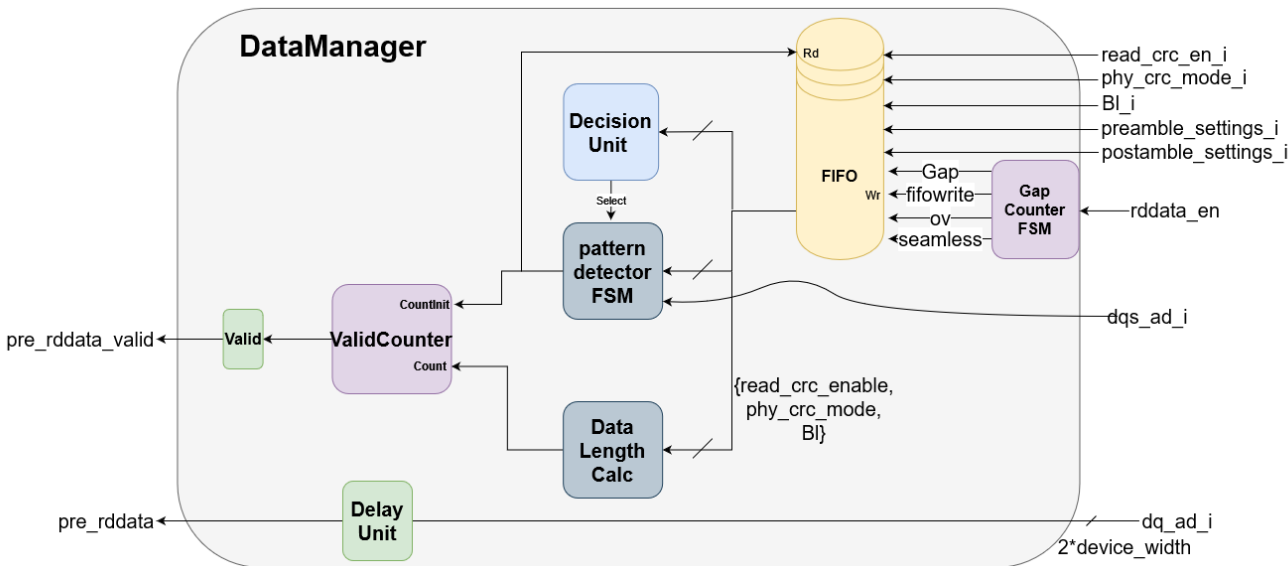 DataManager
Rd
read_crc_en_i
phy_crc_mode_i
Bl_i
preamble_settings_i
postamble_settings_i
FIFO
Wr
Gap
fifowrite
ov
seamless
Gap
Counter
FSM
rddata_en
Decision
Unit
Select
pattern
detector
FSM
dqs_ad_i
CountInit
ValidCounter
Count
Valid
pre_rddata_valid
{read_crc_enable,
phy_crc_mode,
Bl}
Data
Length
Calc
Delay
Unit
pre_rddata
dq_ad_i
2*device_width